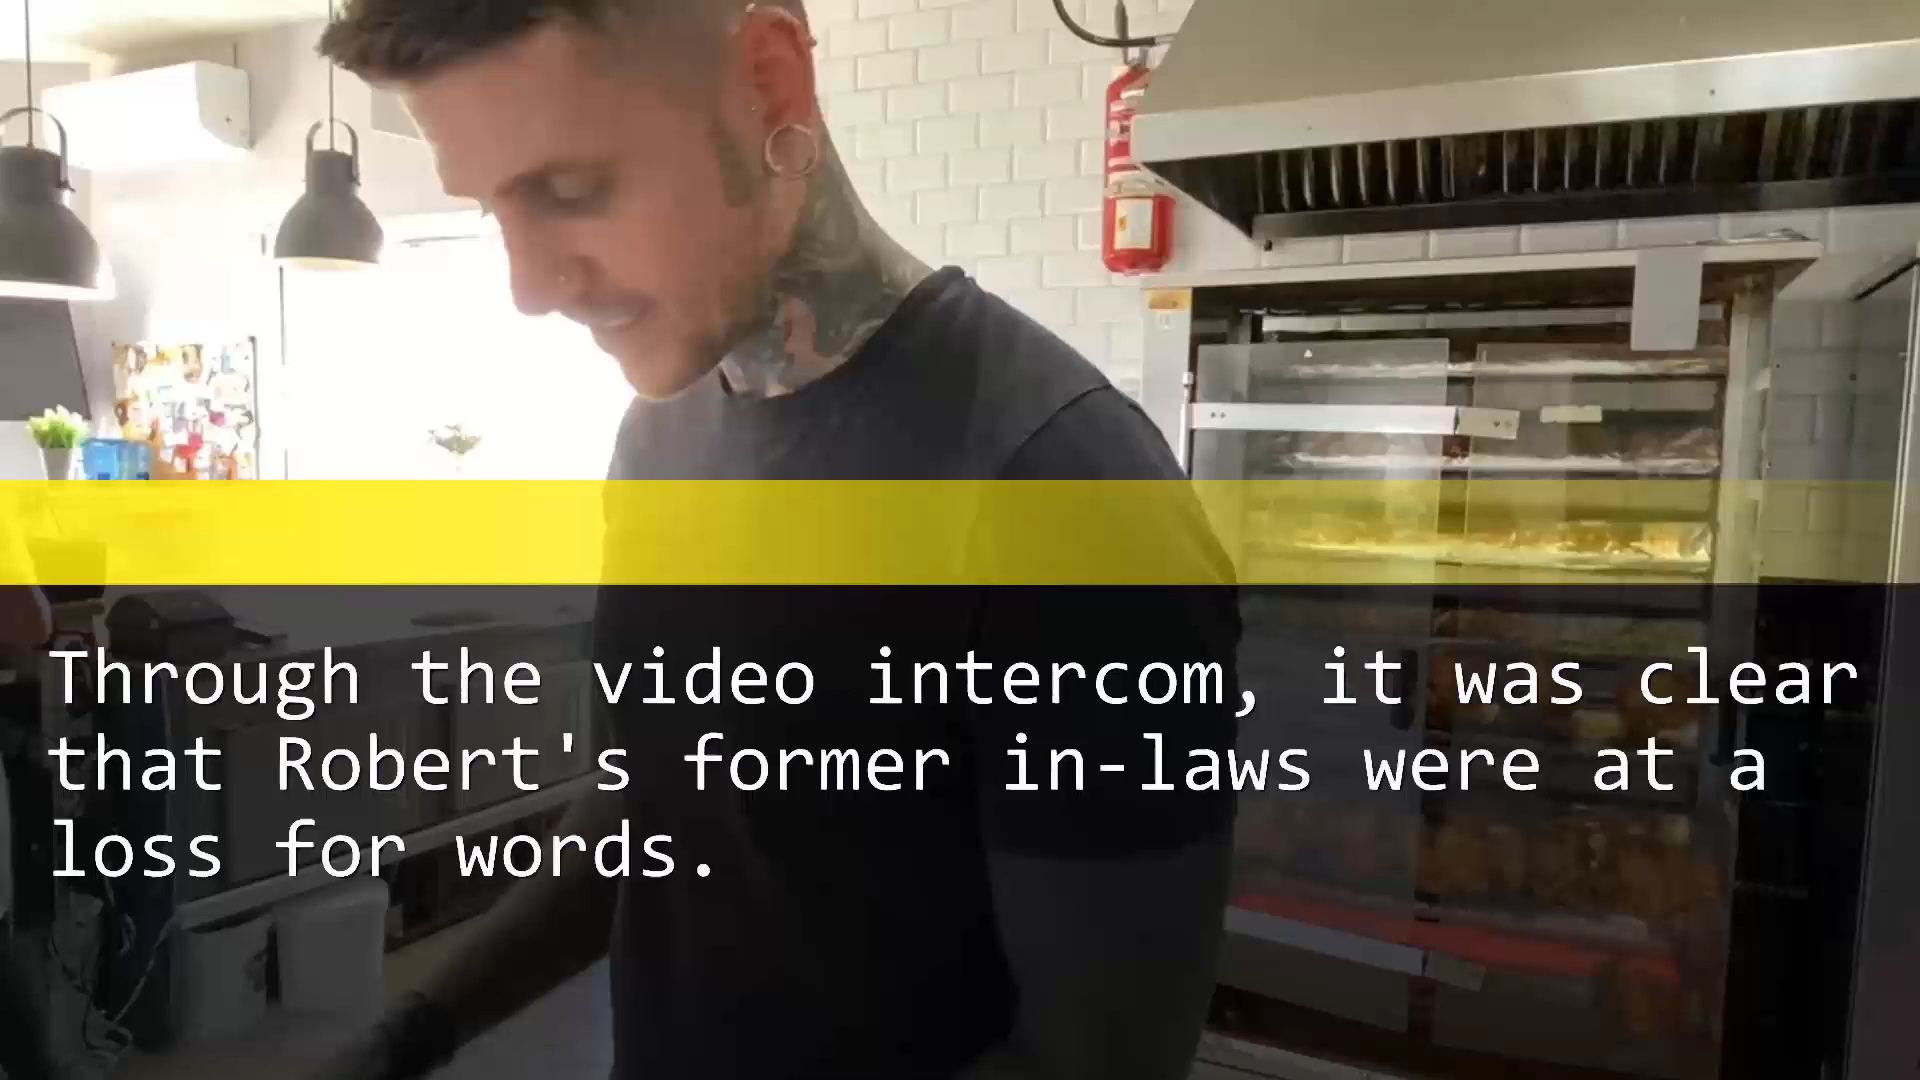 Through the video intercom, it was clear
that Robert's former in-laws were at a
loss for words.